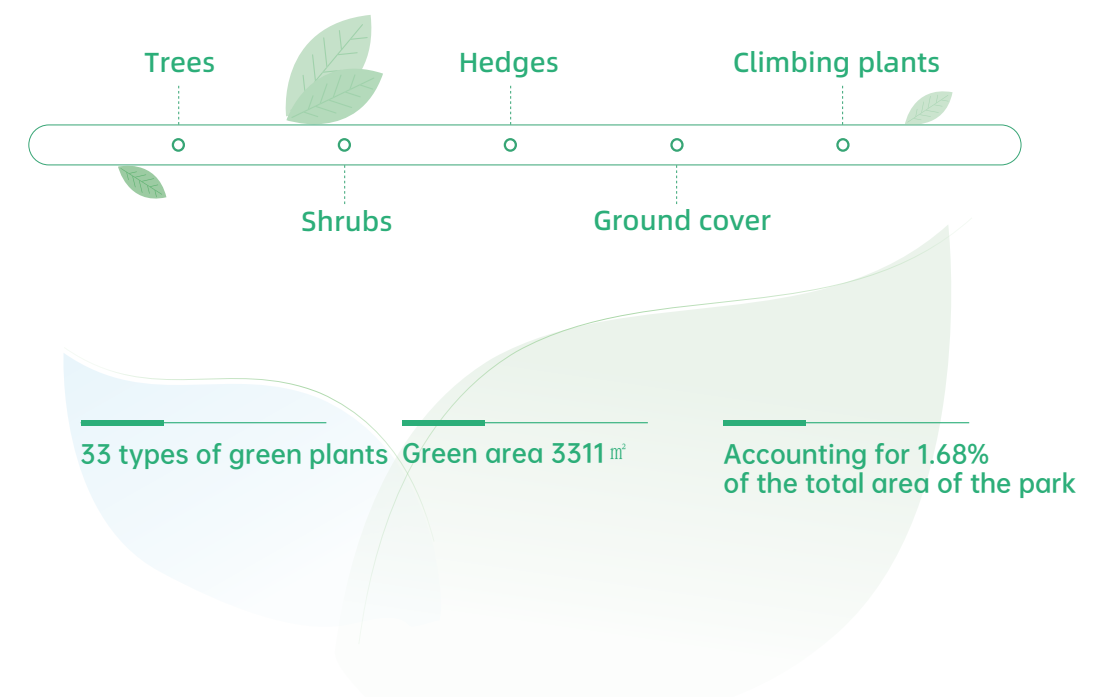 Trees
Hedges
Climbing plants
Shrubs
Ground cover
33 types of green plants
Green area 3311㎡
Accounting for 1.68%
of the total area of the park